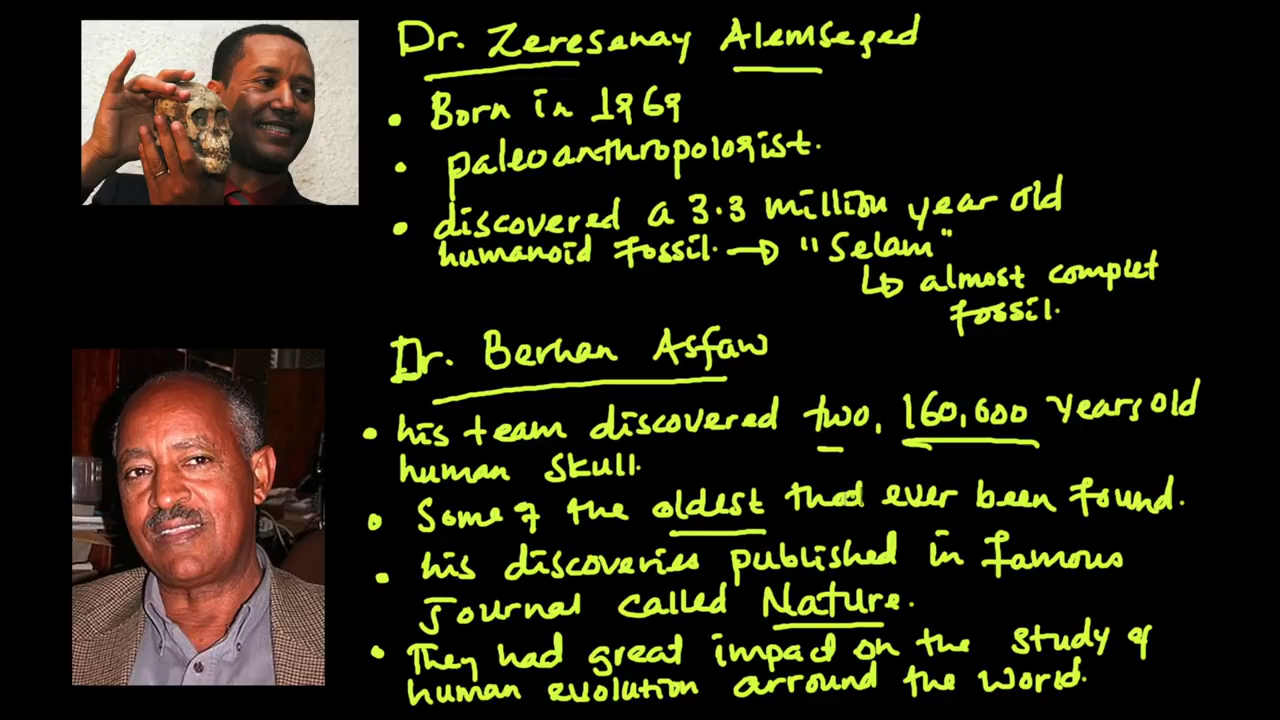 Dr. Zeresenay Alemseged
• Born in 1969
• paleoanthropologist.
• discovered a 3.3 million year old
humanoid fossil. → "Selam"
↳ almost complet
fossil.
Dr. Berhan Asfaw
• his team discovered two, 160,000 years old
human skull.
• Some of the oldest that ever been found.
• his discoveries published in famous
Journal called Nature.
• They had great impact on the study of
human evolution arround the world.